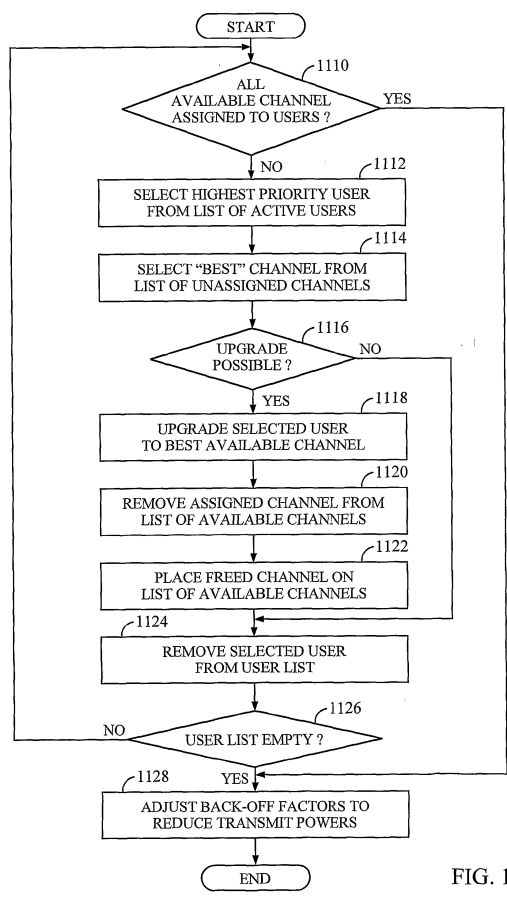 START
1110
ALL
AVAILABLE CHANNEL
ASSIGNED TO USERS ?
YES
NO
1112
SELECT HIGHEST PRIORITY USER
FROM LIST OF ACTIVE USERS
1114
SELECT “BEST” CHANNEL FROM
LIST OF UNASSIGNED CHANNELS
1116
UPGRADE
POSSIBLE ?
NO
YES
1118
UPGRADE SELECTED USER
TO BEST AVAILABLE CHANNEL
1120
REMOVE ASSIGNED CHANNEL FROM
LIST OF AVAILABLE CHANNELS
1122
PLACE FREED CHANNEL ON
LIST OF AVAILABLE CHANNELS
1124
REMOVE SELECTED USER
FROM USER LIST
1126
NO
USER LIST EMPTY ?
YES
1128
ADJUST BACK-OFF FACTORS TO
REDUCE TRANSMIT POWERS
END
FIG. 1